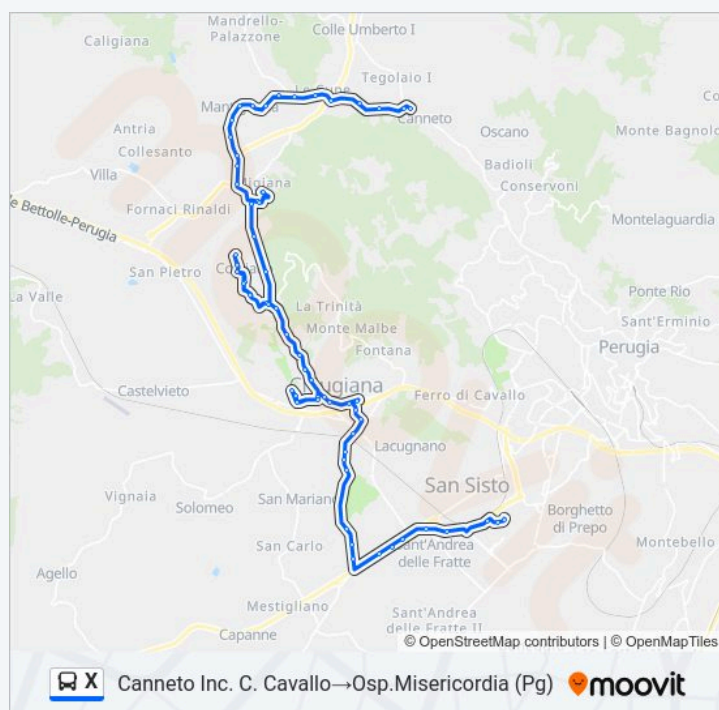 Caligiana
Mandrello-
Palazzone
Colle Umberto I
Tegolaio I
Le Cupe
Canneto
Oscano
Monte Bagnolo
Antria
Collesanto
Badioli
Conservoni
Villa
Fornaci Rinaldi
Montelaguardia
e Bettolle-Perugia
San Pietro
La Valle
La Trinità
Monte Malbe
Fontana
Ponte Rio
Sant'Erminio
Perugia
Castelvieto
Ferro di Cavallo
Lacugnano
San Sisto
Vignaia
Solomeo
San Mariano
Borghetto
di Prepo
San Carlo
Sant'Andrea
delle Fratte
Montebello
Agello
Mestigliano
Capanne
Sant'Andrea
delle Fratte II
© OpenStreetMap contributors | © OpenMapTiles
X Canneto Inc. C. Cavallo→Osp.Misericordia (Pg) moovit